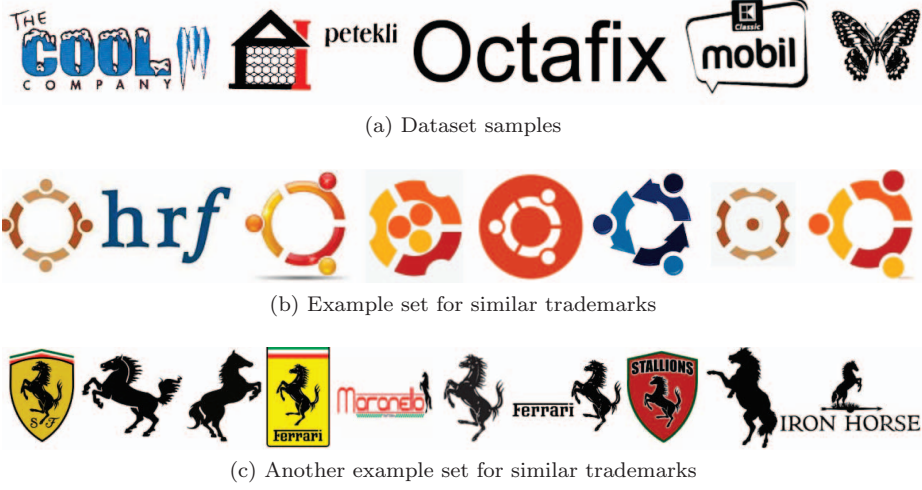 THE
COOL
COMPANY
petekli
Octafix
K
Classic
mobil
(a) Dataset samples
hrf
(b) Example set for similar trademarks
S F
Ferrari
Maronelo
Ferrari
STALLIONS
IRON HORSE
(c) Another example set for similar trademarks